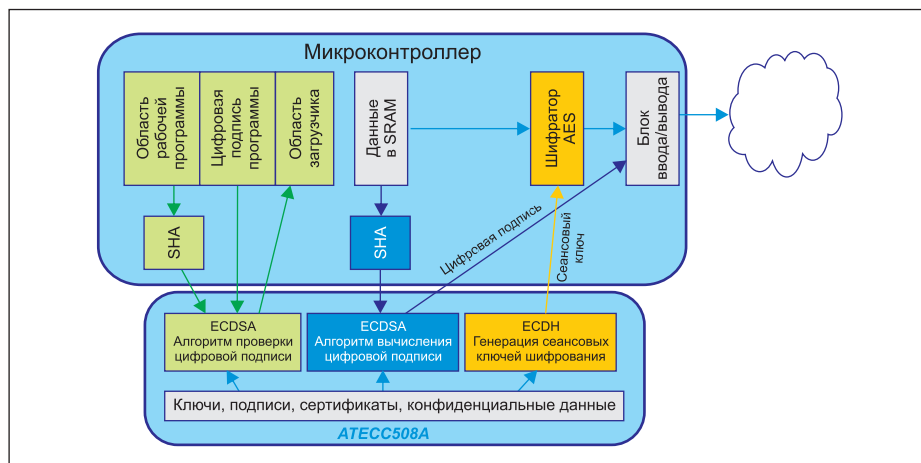 Микроконтроллер
Область
рабочей
программы
Цифровая
подпись
программы
Область
загрузчика
Данные
в SRAM
Шифратор
AES
Блок
ввода/вывода
SHA
SHA
Цифровая подпись
Сеансовый
ключ
ECDSA
Алгоритм проверки
цифровой подписи
ECDSA
Алгоритм вычисления
цифровой подписи
ECDH
Генерация сеансовых
ключей шифрования
Ключи, подписи, сертификаты, конфиденциальные данные
ATECC508A